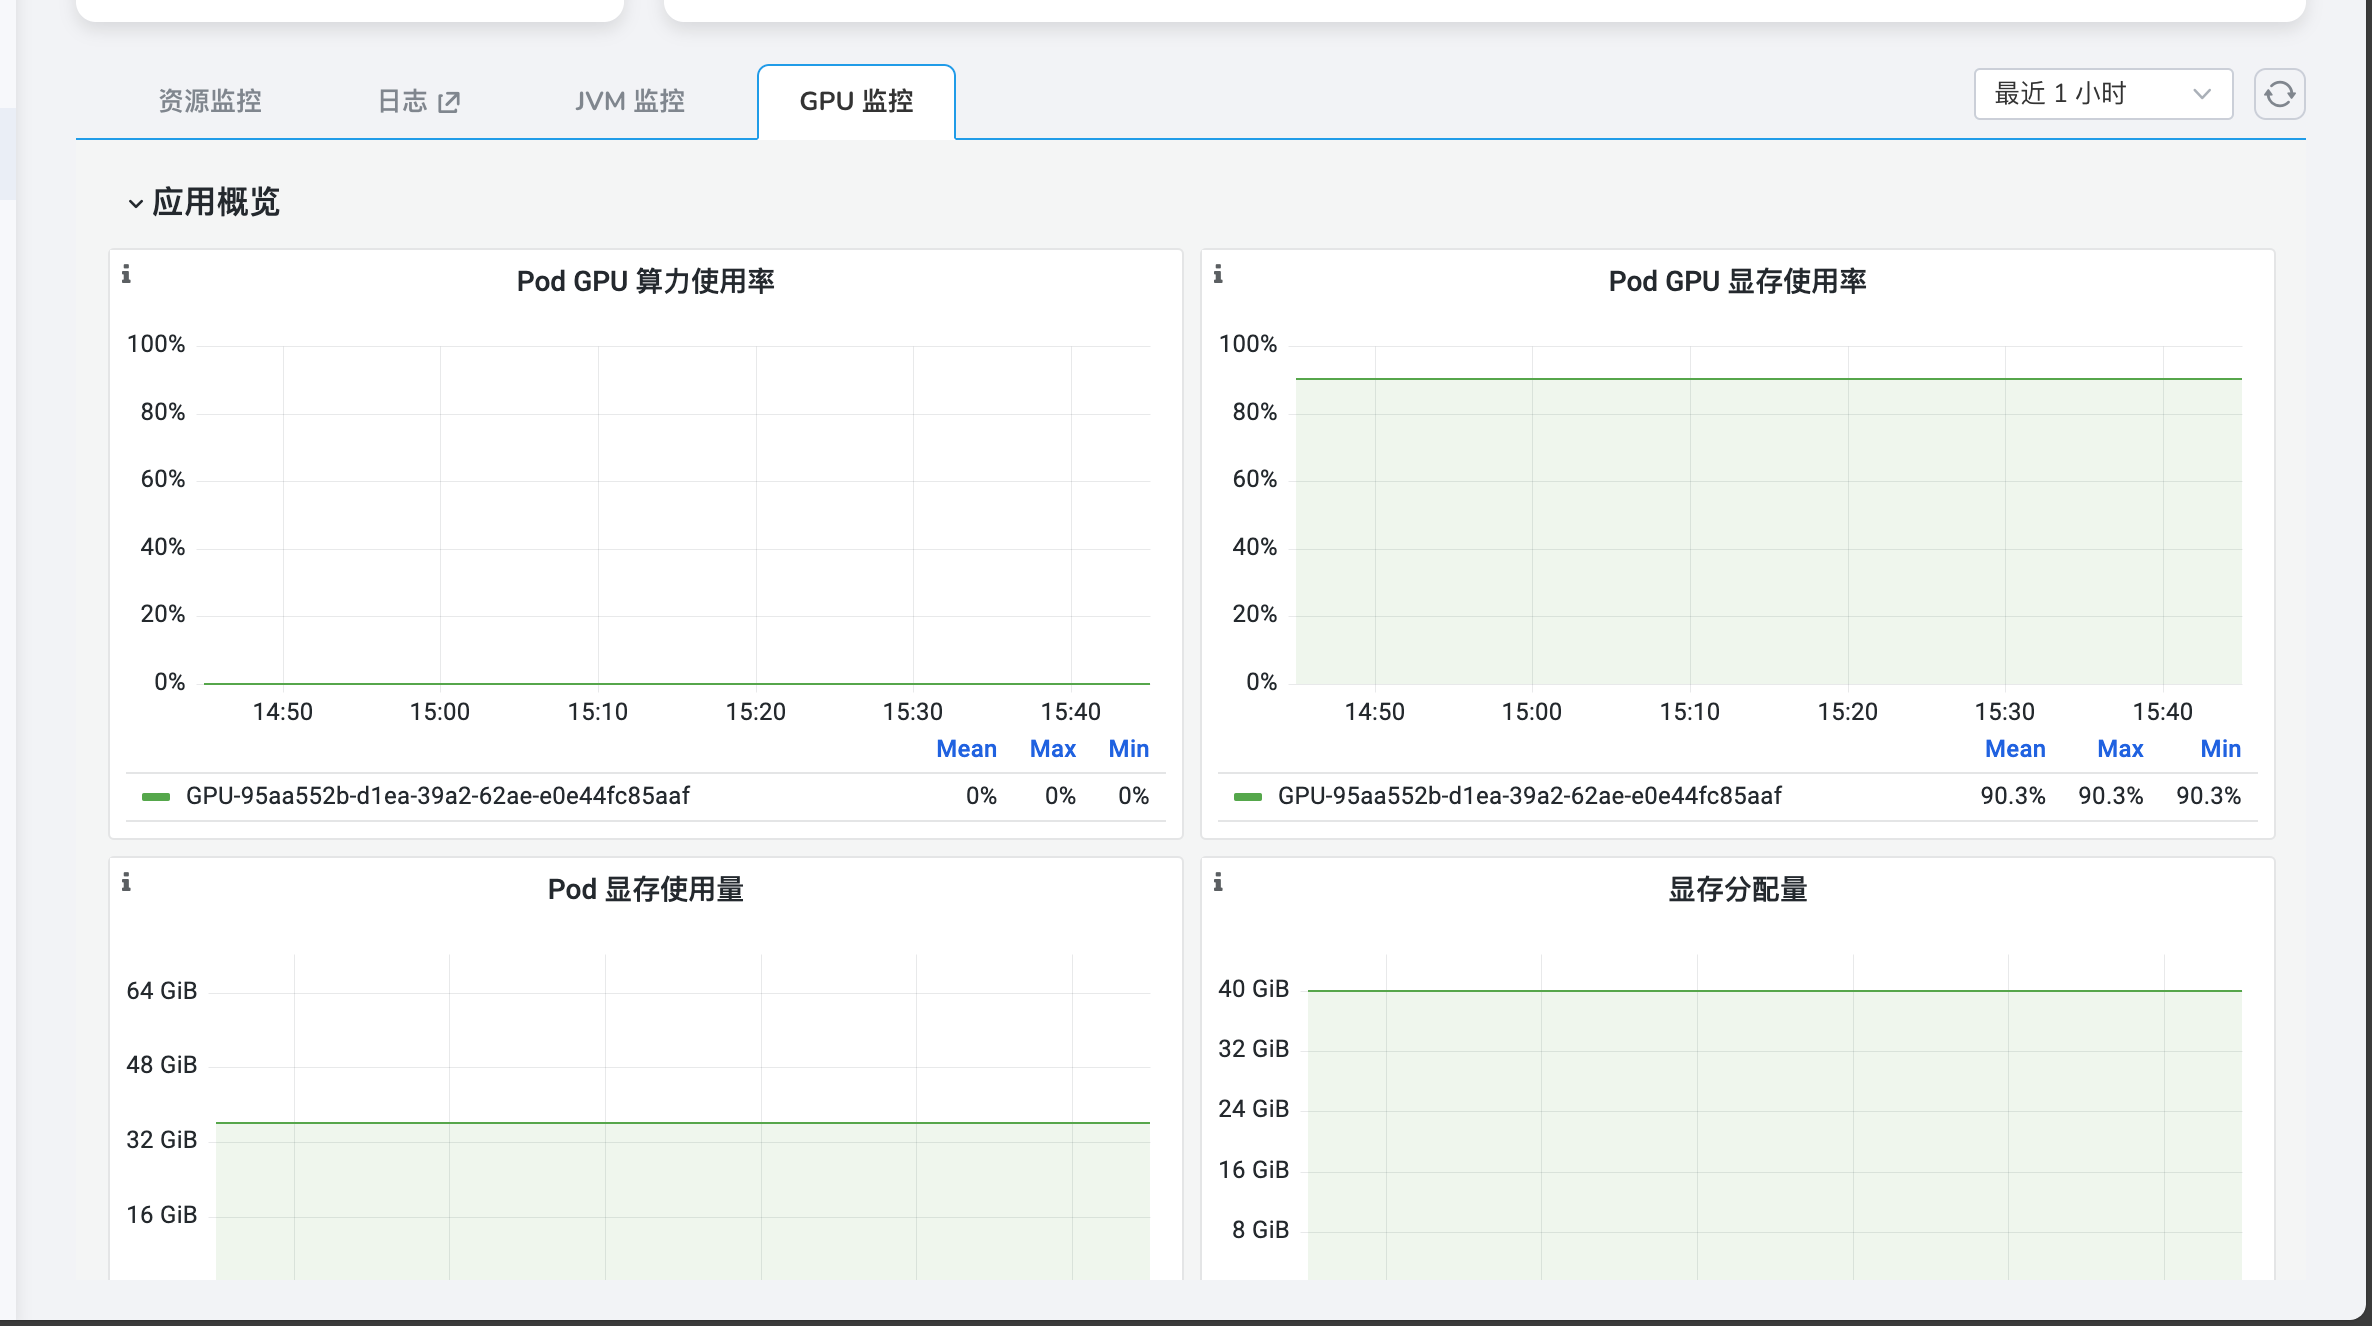 资源监控
日志
JVM 监控
GPU 监控
最近 1 小时
应用概览
Pod GPU 算力使用率
100%
80%
60%
40%
20%
0%
14:50 15:00 15:10 15:20 15:30 15:40
Mean Max Min
GPU-95aa552b-d1ea-39a2-62ae-e0e44fc85aaf 0% 0% 0%
Pod GPU 显存使用率
100%
80%
60%
40%
20%
0%
14:50 15:00 15:10 15:20 15:30 15:40
Mean Max Min
GPU-95aa552b-d1ea-39a2-62ae-e0e44fc85aaf 90.3% 90.3% 90.3%
Pod 显存使用量
64 GiB
48 GiB
32 GiB
16 GiB
显存分配量
40 GiB
32 GiB
24 GiB
16 GiB
8 GiB